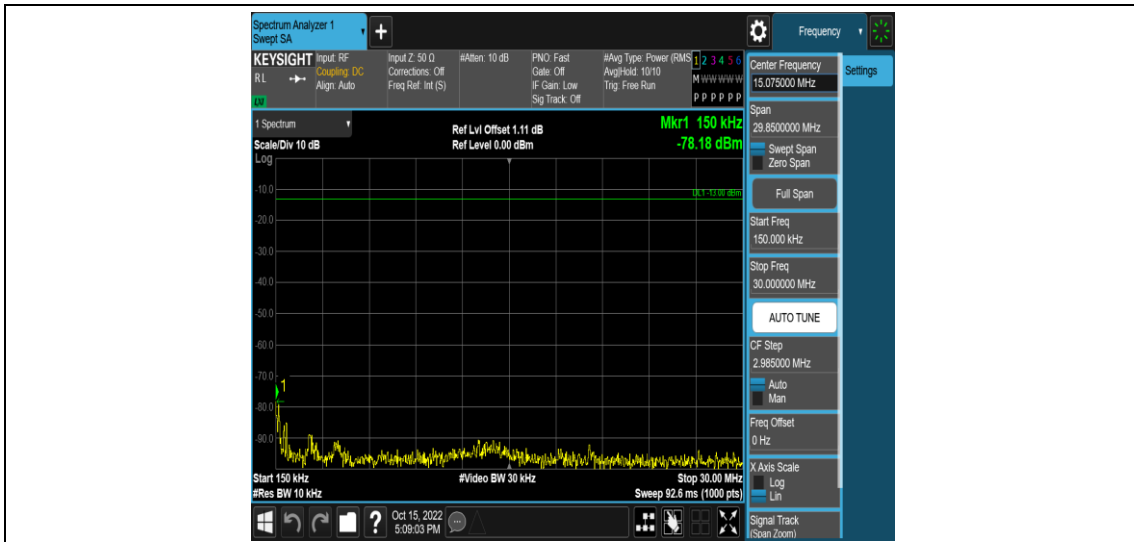 Spectrum Analyzer 1
Swept SA
+
Frequency
KEYSIGHT Input: RF Input Z: 50 Ω #Atten: 10 dB PNO: Fast #Avg Type: Power (RMS 1 2 3 4 5 6
RL Coupling: DC Corrections: Off Gate: Off Avg|Hold: 10/10 M W W W W W
Align: Auto Freq Ref: Int (S) IF Gain: Low Trig: Free Run
Sig Track: Off P P P P P P
LXI
1 Spectrum
Ref Lvl Offset 1.11 dB
Mkr1 150 kHz
Scale/Div 10 dB
Ref Level 0.00 dBm
-78.18 dBm
Log
-10.0
DL1 -13.00 dBm
-20.0
-30.0
-40.0
-50.0
-60.0
-70.0
1
-80.0
-90.0
Start 150 kHz
#Video BW 30 kHz
Stop 30.00 MHz
#Res BW 10 kHz
Sweep 92.6 ms (1000 pts)
?
Oct 15, 2022
5:09:03 PM
Center Frequency
15.075000 MHz
Settings
Span
29.8500000 MHz
Swept Span
Zero Span
Full Span
Start Freq
150.000 kHz
Stop Freq
30.000000 MHz
AUTO TUNE
CF Step
2.985000 MHz
Auto
Man
Freq Offset
0 Hz
X Axis Scale
Log
Lin
Signal Track
(Span Zoom)